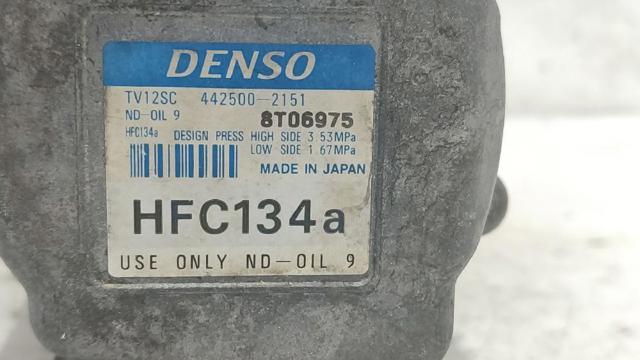 DENSO
TV12SC 442500-2151
ND-OIL 9 8T06975
HFC134a DESIGN PRESS HIGH SIDE 3.53MPa
LOW SIDE 1.67MPa
MADE IN JAPAN
HFC134a
USE ONLY ND-OIL 9